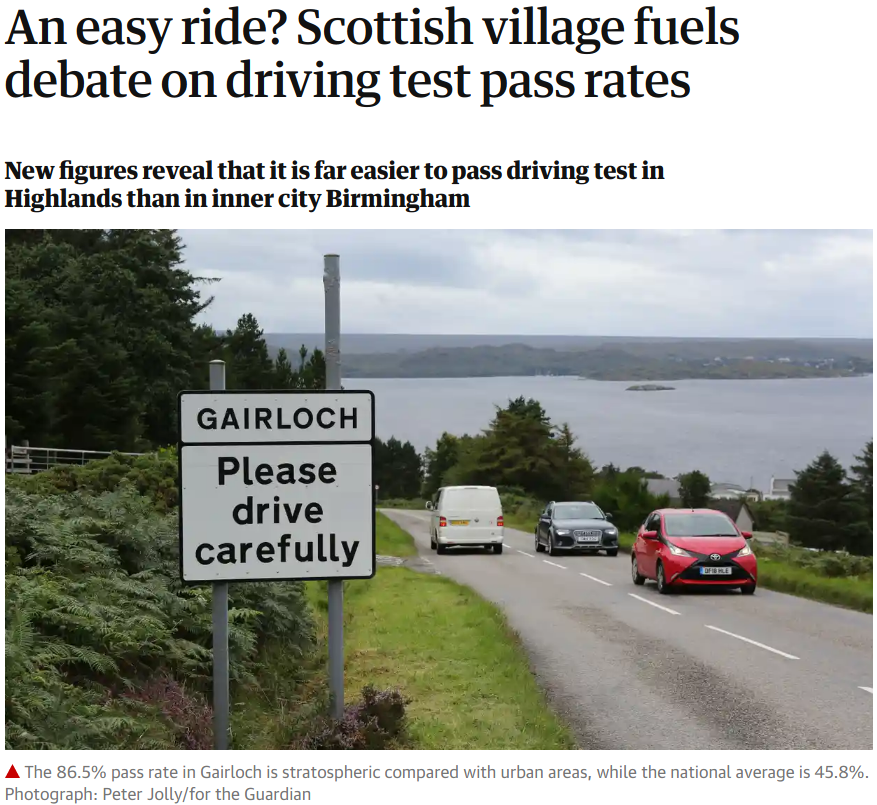 An easy ride? Scottish village fuels
debate on driving test pass rates
New figures reveal that it is far easier to pass driving test in
Highlands than in inner city Birmingham
GAIRLOCH
Please
drive
carefully
The 86.5% pass rate in Gairloch is stratospheric compared with urban areas, while the national average is 45.8%.
Photograph: Peter Jolly/for the Guardian